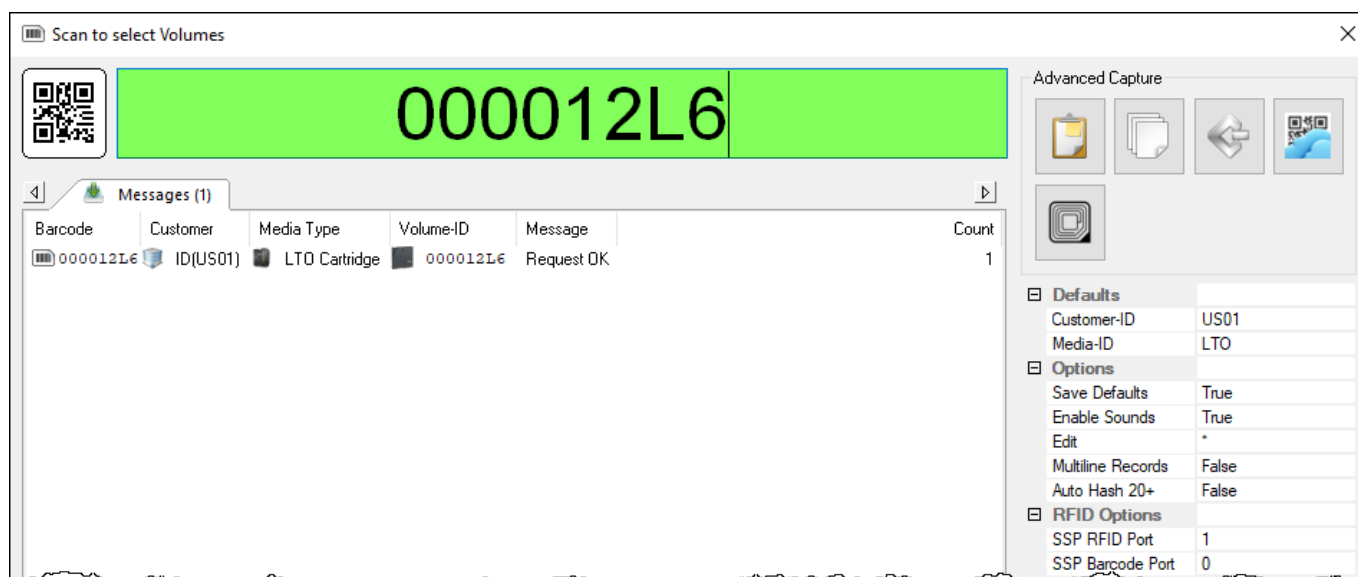 Scan to select Volumes
000012L6
Messages (1)
Barcode Customer Media Type Volume-ID Message Count
000012L6 ID(US01) LTO Cartridge 000012L6 Request OK 1
Advanced Capture
Defaults
Customer-ID US01
Media-ID LTO
Options
Save Defaults True
Enable Sounds True
Edit *
Multiline Records False
Auto Hash 20+ False
RFID Options
SSP RFID Port 1
SSP Barcode Port 0